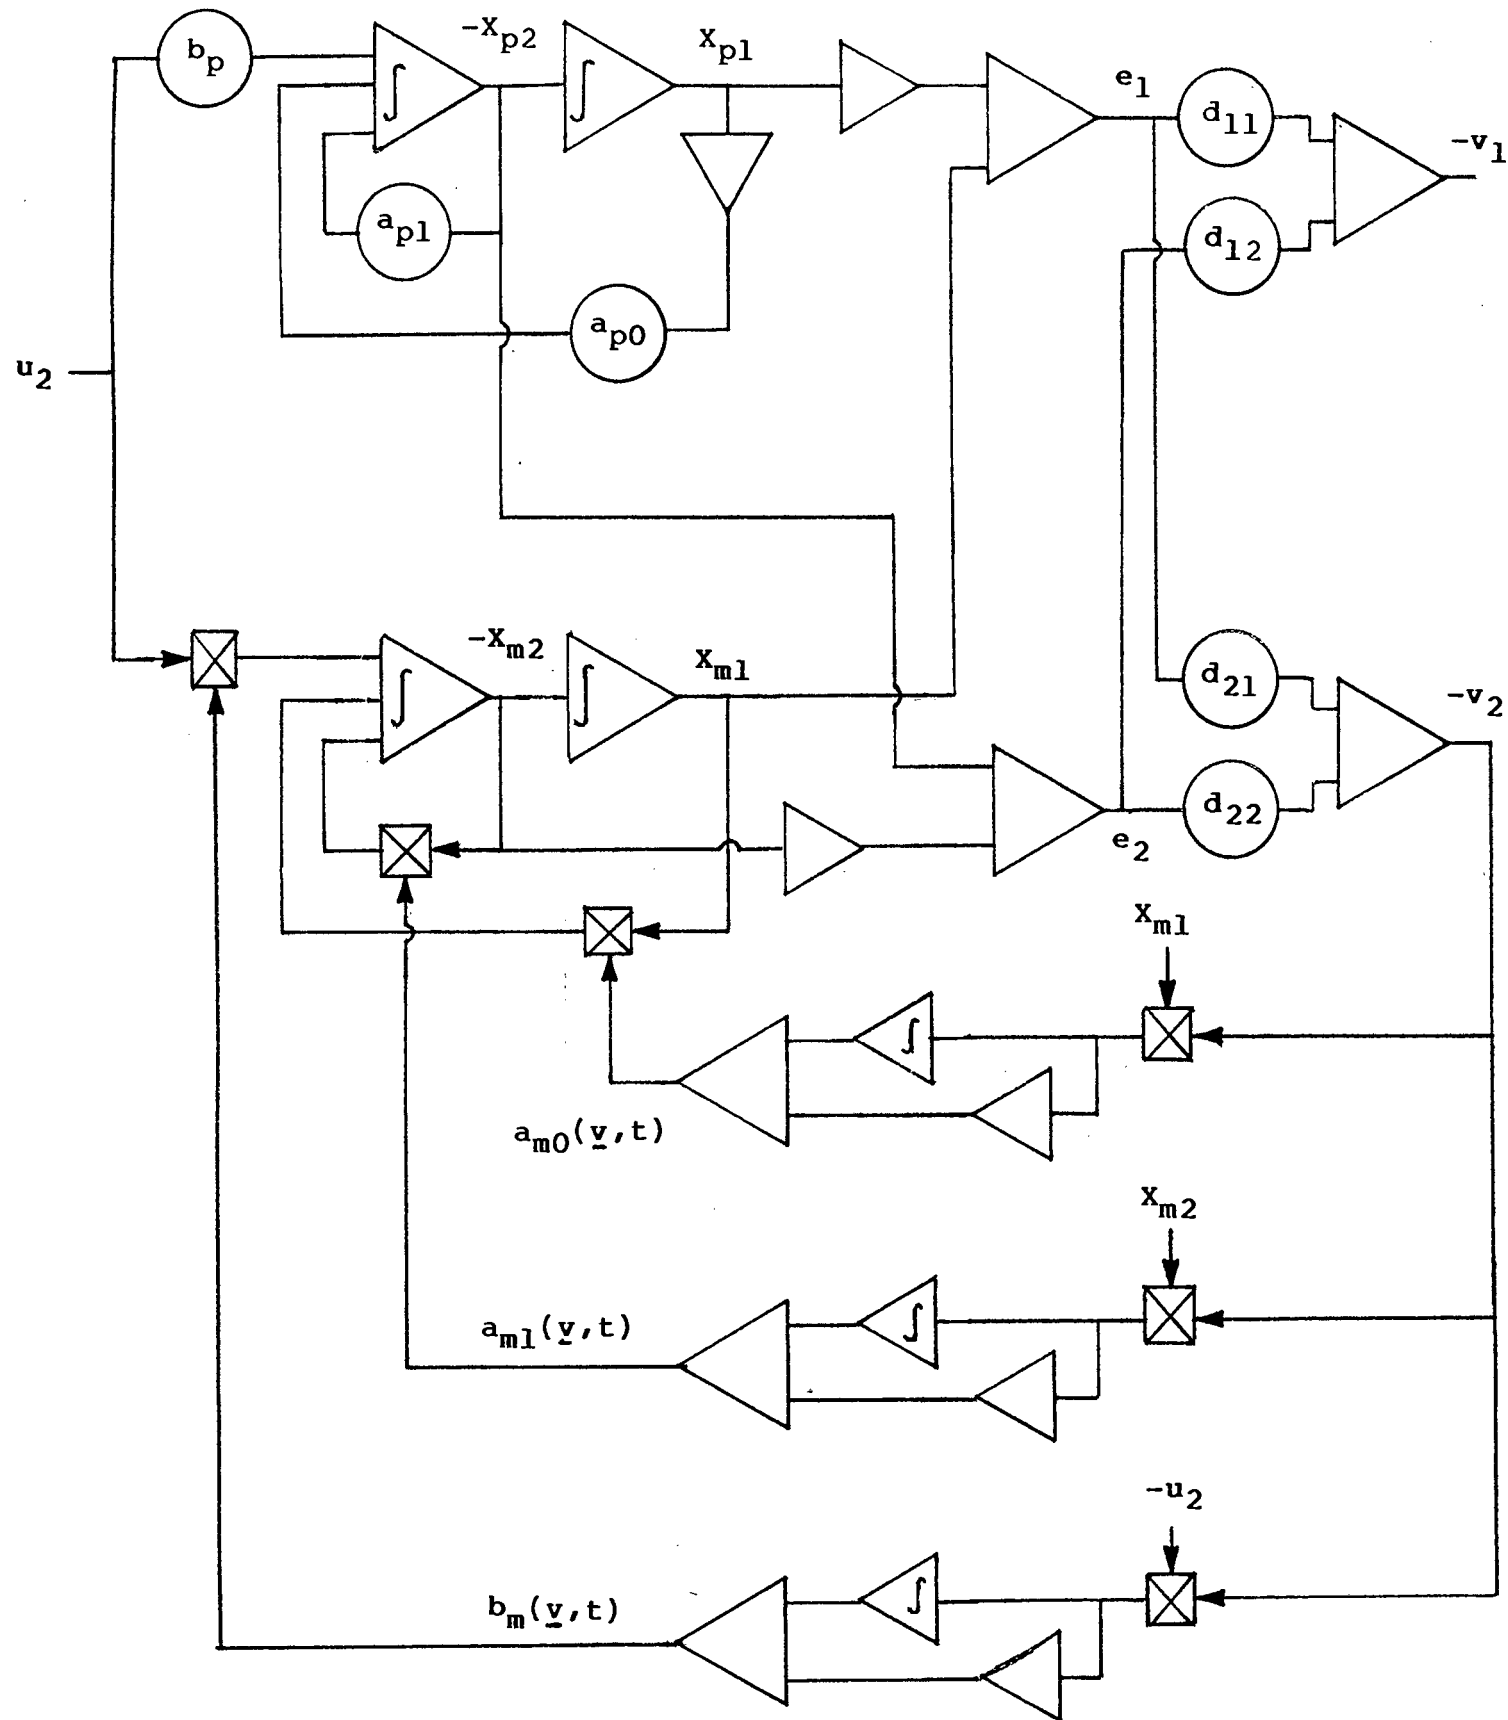 b_p
-X_p2
X_p1
e_1
d_11
-v_1
a_p1
d_12
a_p0
u_2
-X_m2
X_m1
d_21
-v_2
d_22
e_2
X_m1
a_m0(v,t)
X_m2
a_m1(v,t)
-u_2
b_m(v,t)
∫
∫
∫
∫
∫
∫
∫